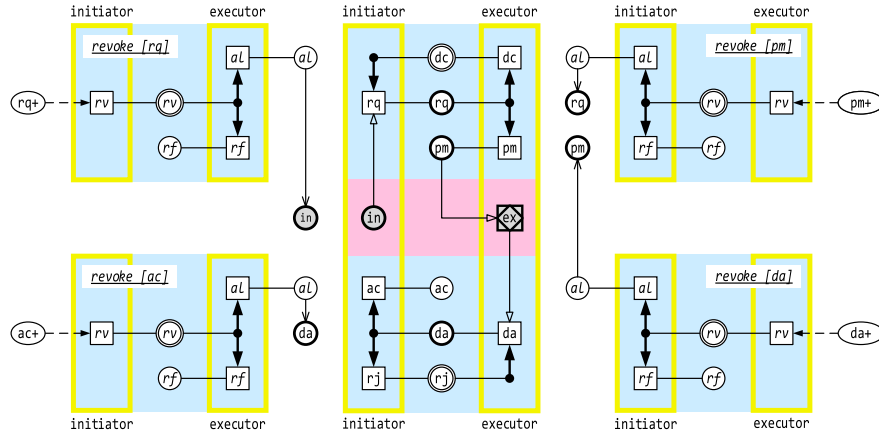 initiator executor initiator executor initiator executor
revoke [rq] revoke [pm]
al al dc dc al al
rq+ rv rv rq rq rq rv rv pm+
rf rf pm pm pm rf rf
in in ex
revoke [ac] revoke [da]
al al ac ac al al
ac+ rv rv da da da rv rv da+
rf rf rj rj rf rf
initiator executor initiator executor initiator executor